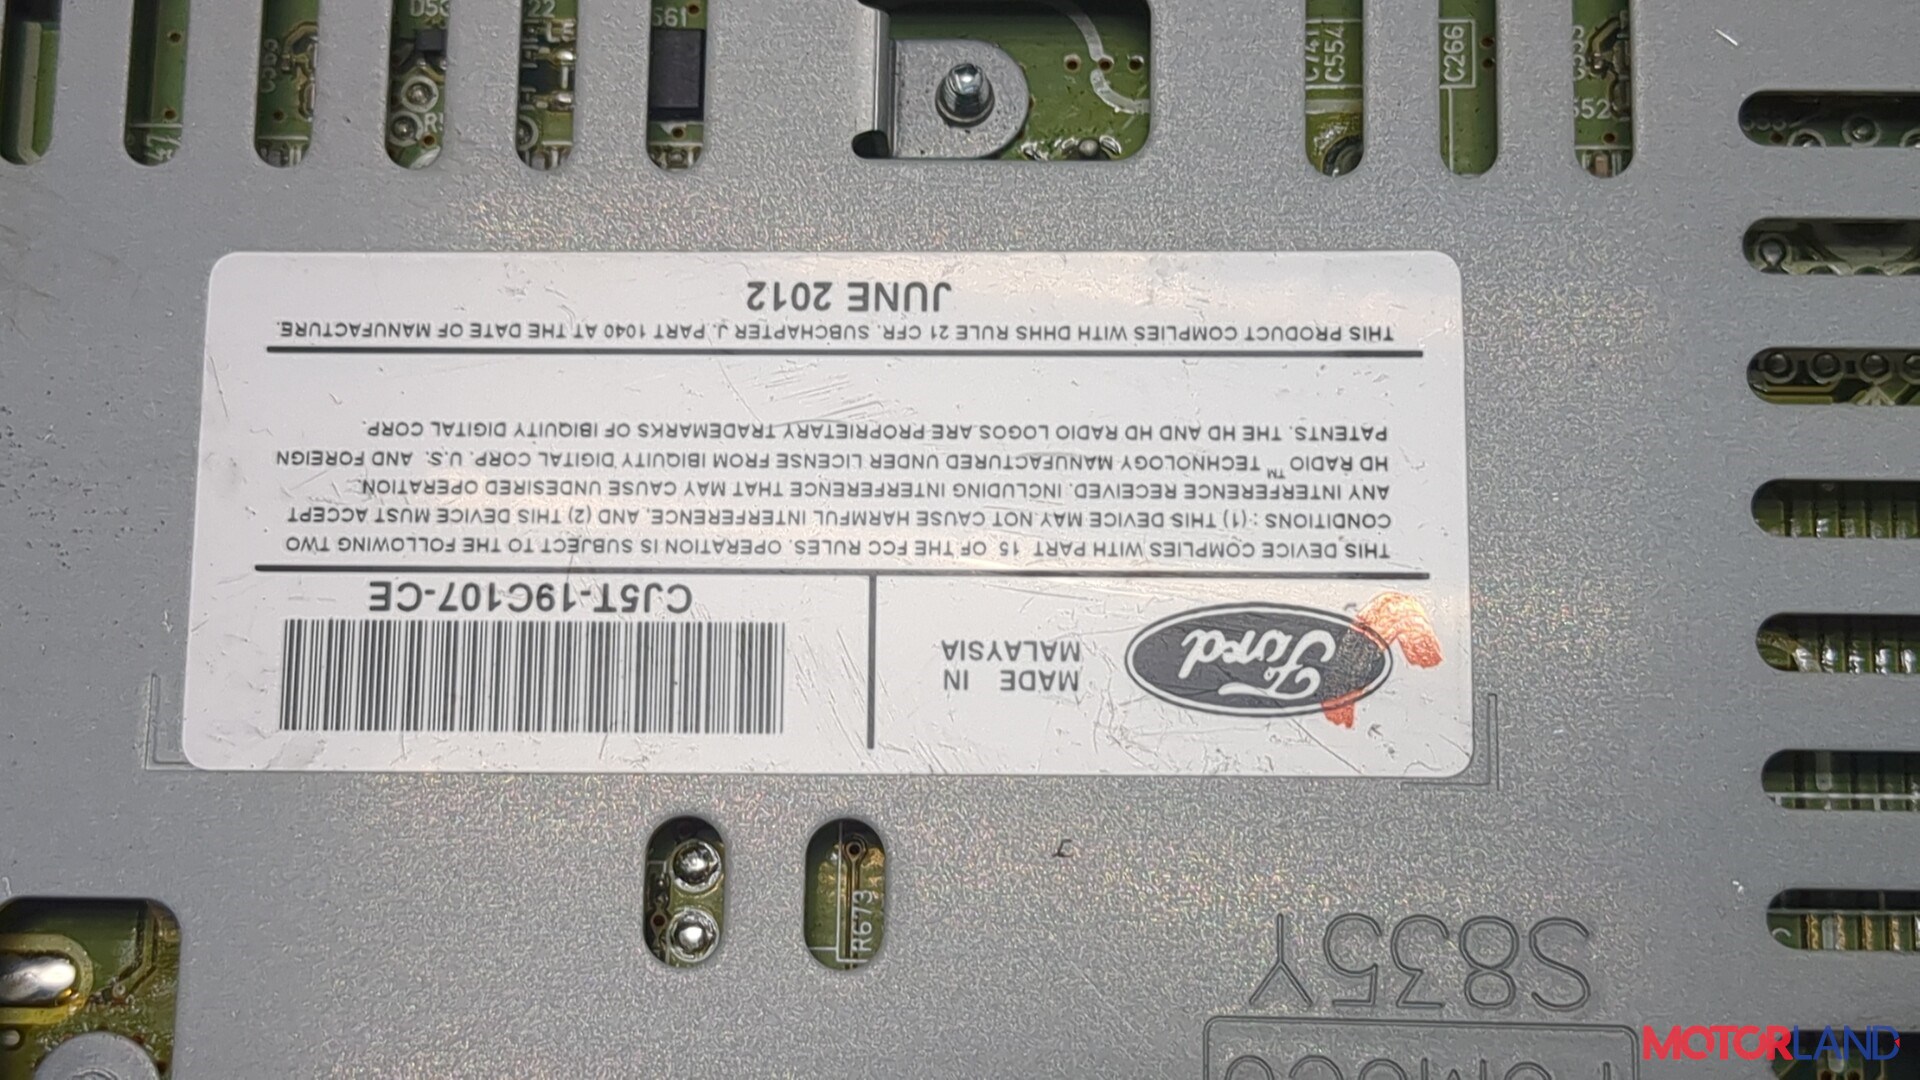 Ford
MADE IN
MALAYSIA
CJ5T-19C107-CE
THIS DEVICE COMPLIES WITH PART 15 OF THE FCC RULES. OPERATION IS SUBJECT TO THE FOLLOWING TWO
CONDITIONS : (1) THIS DEVICE MAY NOT CAUSE HARMFUL INTERFERENCE, AND (2) THIS DEVICE MUST ACCEPT
ANY INTERFERENCE RECEIVED, INCLUDING INTERFERENCE THAT MAY CAUSE UNDESIRED OPERATION.
HD RADIO™ TECHNOLOGY MANUFACTURED UNDER LICENSE FROM IBIQUITY DIGITAL CORP. U.S. AND FOREIGN
PATENTS. THE HD AND HD RADIO LOGOS ARE PROPRIETARY TRADEMARKS OF IBIQUITY DIGITAL CORP.
THIS PRODUCT COMPLIES WITH DHHS RULE 21 CFR. SUBCHAPTER J. PART 1040 AT THE DATE OF MANUFACTURE.
JUNE 2012
S835Y
R673
C741
C554
C266
MOTORLAND